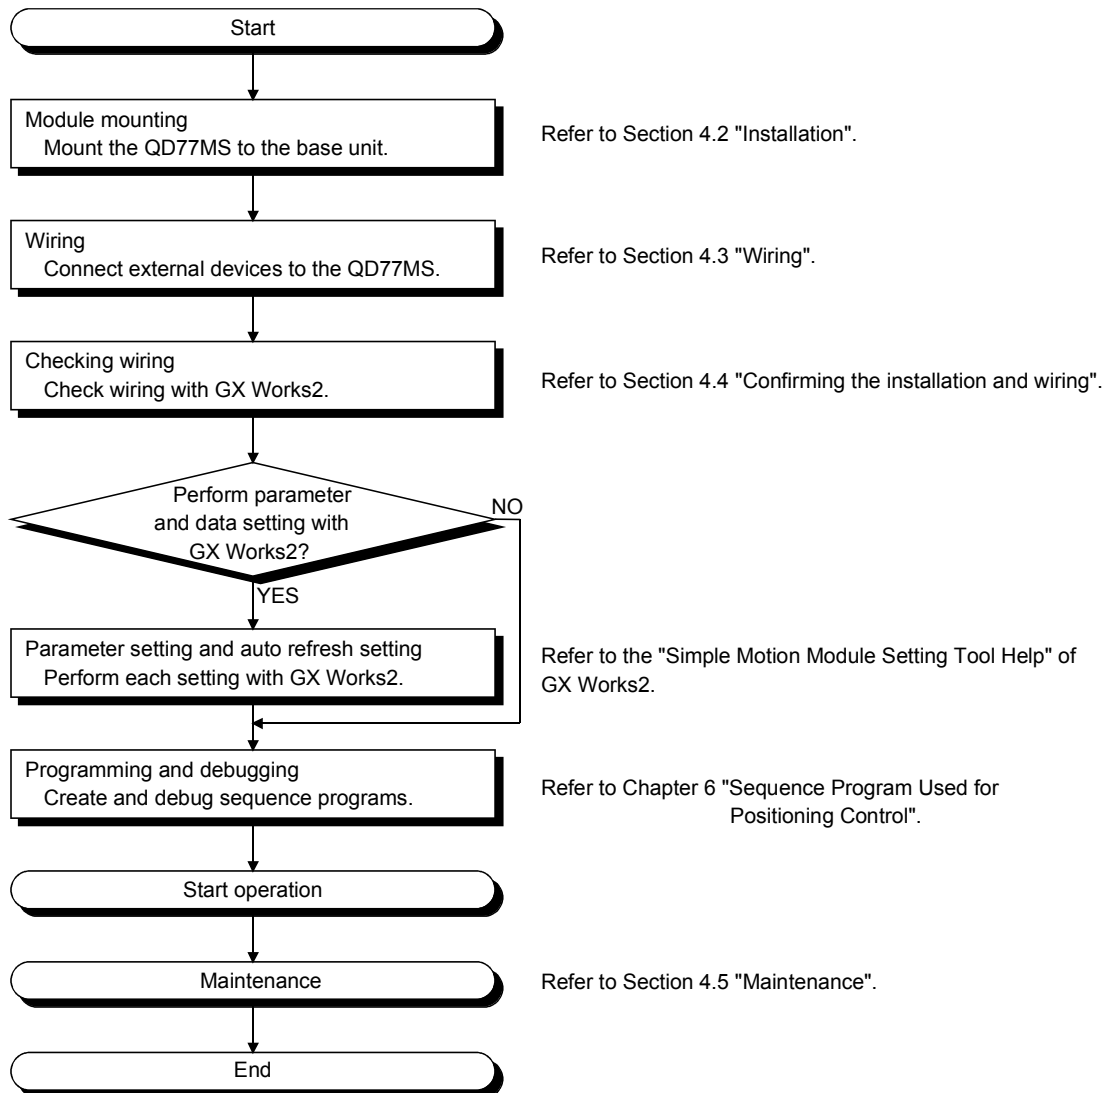 Start
Module mounting
Mount the QD77MS to the base unit.
Refer to Section 4.2 "Installation".
Wiring
Connect external devices to the QD77MS.
Refer to Section 4.3 "Wiring".
Checking wiring
Check wiring with GX Works2.
Refer to Section 4.4 "Confirming the installation and wiring".
Perform parameter
and data setting with
GX Works2?
NO
YES
Parameter setting and auto refresh setting
Perform each setting with GX Works2.
Refer to the "Simple Motion Module Setting Tool Help" of
GX Works2.
Programming and debugging
Create and debug sequence programs.
Refer to Chapter 6 "Sequence Program Used for
Positioning Control".
Start operation
Maintenance
Refer to Section 4.5 "Maintenance".
End